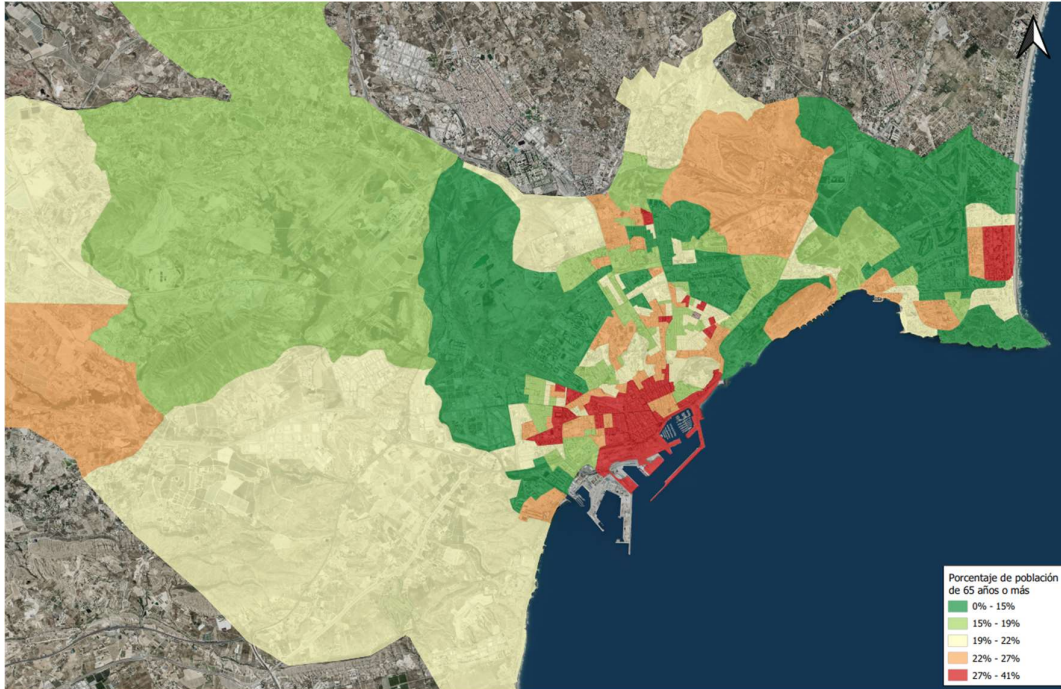 Porcentaje de población
de 65 años o más
0% - 15%
15% - 19%
19% - 22%
22% - 27%
27% - 41%